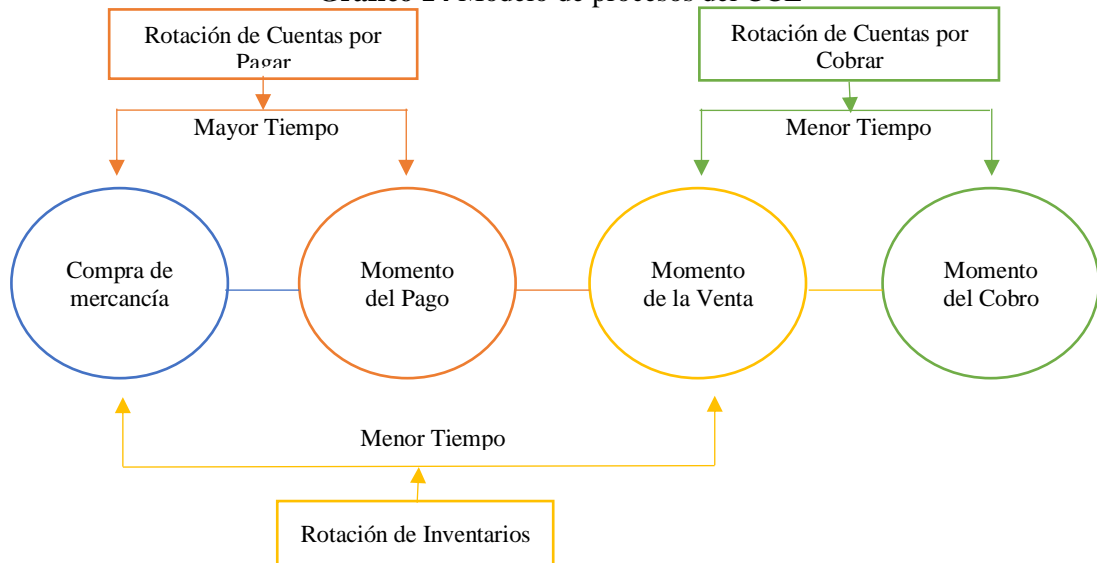 Rotación de Cuentas por
Pagar
Rotación de Cuentas por
Cobrar
Mayor Tiempo
Menor Tiempo
Compra de
mercancía
Momento
del Pago
Momento
de la Venta
Momento
del Cobro
Menor Tiempo
Rotación de Inventarios